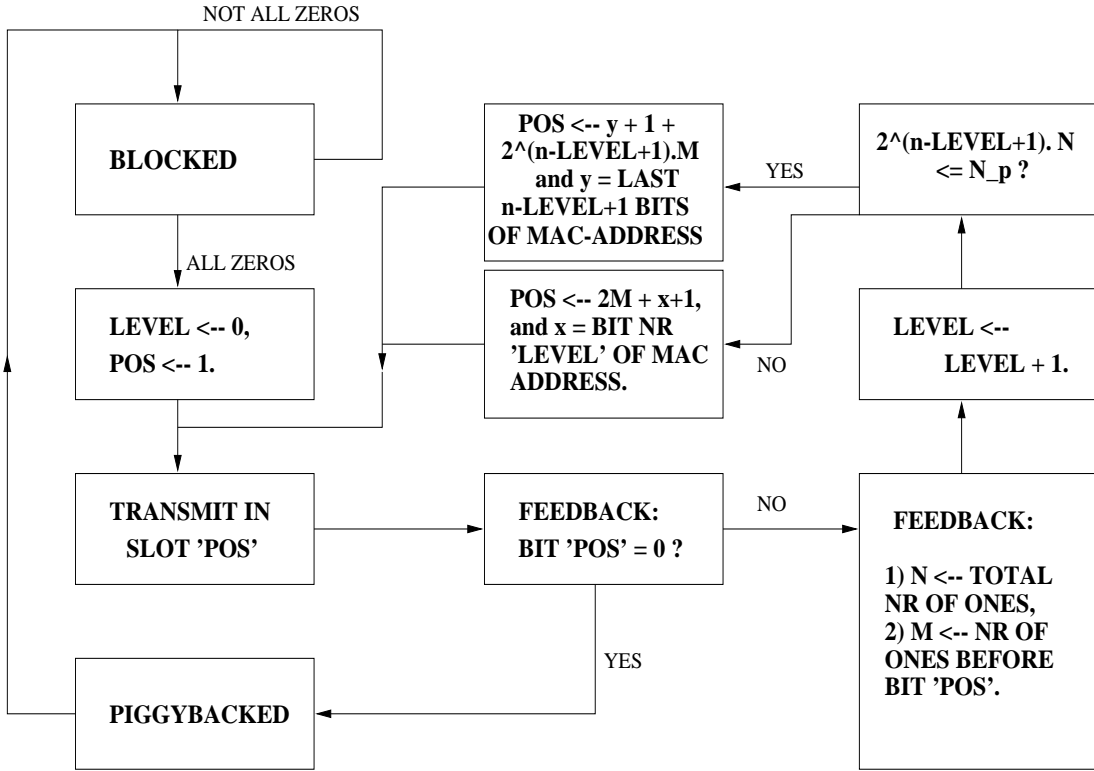 NOT ALL ZEROS
BLOCKED
POS <-- y + 1 +
2^(n-LEVEL+1).M
and y = LAST
n-LEVEL+1 BITS
OF MAC-ADDRESS
YES
2^(n-LEVEL+1). N
<= N_p ?
ALL ZEROS
LEVEL <-- 0,
POS <-- 1.
POS <-- 2M + x+1,
and x = BIT NR
'LEVEL' OF MAC
ADDRESS.
NO
LEVEL <--
LEVEL + 1.
TRANSMIT IN
SLOT 'POS'
FEEDBACK:
BIT 'POS' = 0 ?
NO
FEEDBACK:
1) N <-- TOTAL
NR OF ONES,
2) M <-- NR OF
ONES BEFORE
BIT 'POS'.
YES
PIGGYBACKED